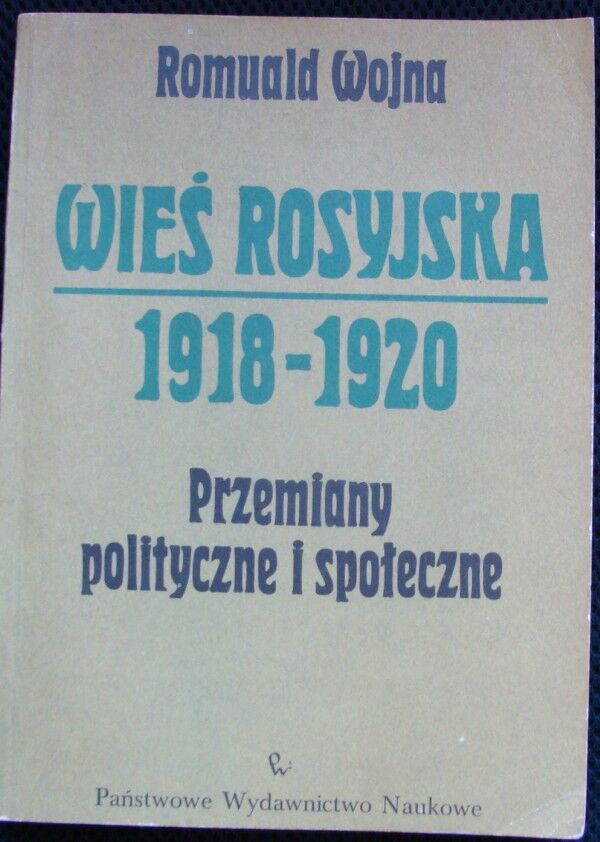 Romuald Wojna
WIEŚ ROSYJSKA
1918-1920
Przemiany
polityczne i społeczne
Państwowe Wydawnictwo Naukowe